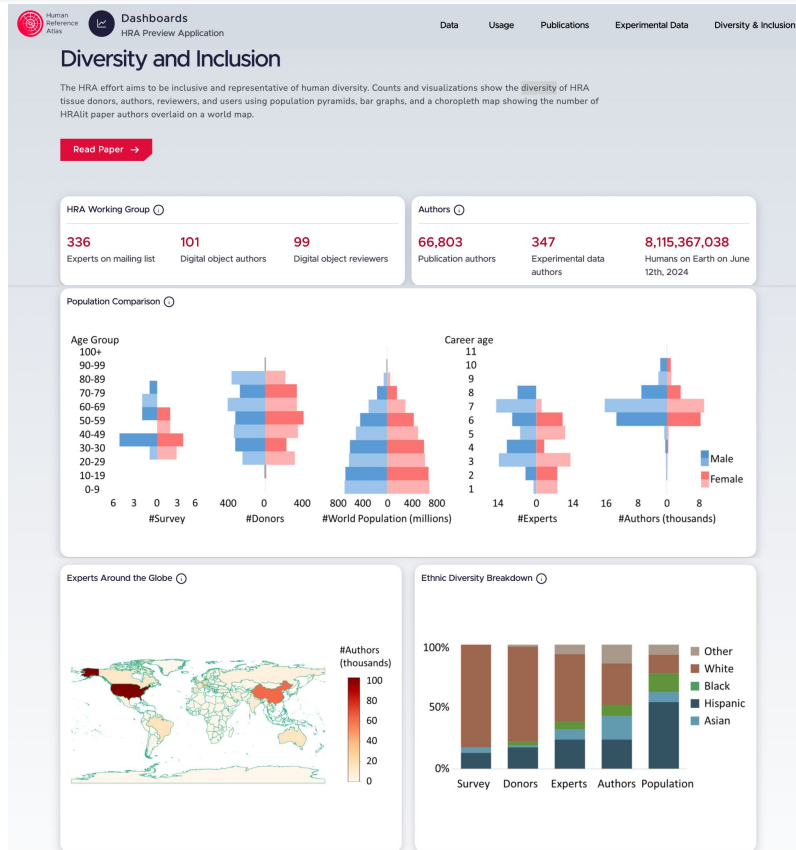 Human
Reference
Atlas
Dashboards
HRA Preview Application
Data
Usage
Publications
Experimental Data
Diversity & Inclusion
Diversity and Inclusion
The HRA effort aims to be inclusive and representative of human diversity. Counts and visualizations show the diversity of HRA
tissue donors, authors, reviewers, and users using population pyramids, bar graphs, and a choropleth map showing the number of
HRAlit paper authors overlaid on a world map.
Read Paper →
HRA Working Group
336
Experts on mailing list
101
Digital object authors
99
Digital object reviewers
Authors
66,803
Publication authors
347
Experimental data
authors
8,115,367,038
Humans on Earth on June
12th, 2024
Population Comparison
Age Group
100+
90-99
80-89
70-79
60-69
50-59
40-49
30-30
20-29
10-19
0-9
6 3 0 3 6
#Survey
400 0 400
#Donors
800 400 0 400 800
#World Population (millions)
Career age
11
10
9
8
7
6
5
4
3
2
1
14 0 14
#Experts
16 8 0 8
#Authors (thousands)
Male
Female
Experts Around the Globe
#Authors
(thousands)
100
80
60
40
20
0
Ethnic Diversity Breakdown
100%
50%
0%
Survey Donors Experts Authors Population
Other
White
Black
Hispanic
Asian